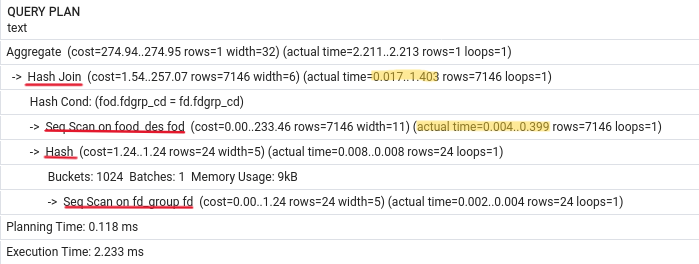 QUERY PLAN
text
Aggregate (cost=274.94..274.95 rows=1 width=32) (actual time=2.211..2.213 rows=1 loops=1)
-> Hash Join (cost=1.54..257.07 rows=7146 width=6) (actual time=0.017..1.403 rows=7146 loops=1)
Hash Cond: (fod.fdgrp_cd = fd.fdgrp_cd)
-> Seq Scan on food_des fod (cost=0.00..233.46 rows=7146 width=11) (actual time=0.004..0.399 rows=7146 loops=1)
-> Hash (cost=1.24..1.24 rows=24 width=5) (actual time=0.008..0.008 rows=24 loops=1)
Buckets: 1024 Batches: 1 Memory Usage: 9kB
-> Seq Scan on fd_group fd (cost=0.00..1.24 rows=24 width=5) (actual time=0.002..0.004 rows=24 loops=1)
Planning Time: 0.118 ms
Execution Time: 2.233 ms